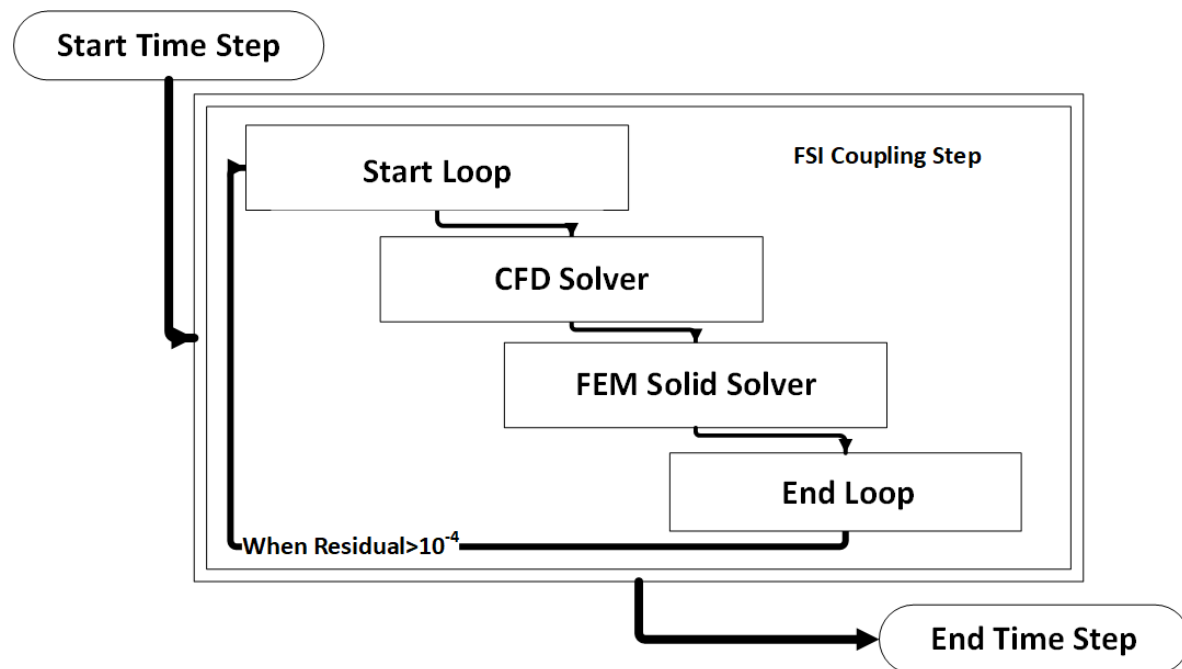 Start Time Step
FSI Coupling Step
Start Loop
CFD Solver
FEM Solid Solver
End Loop
When Residual>10⁻⁴
End Time Step